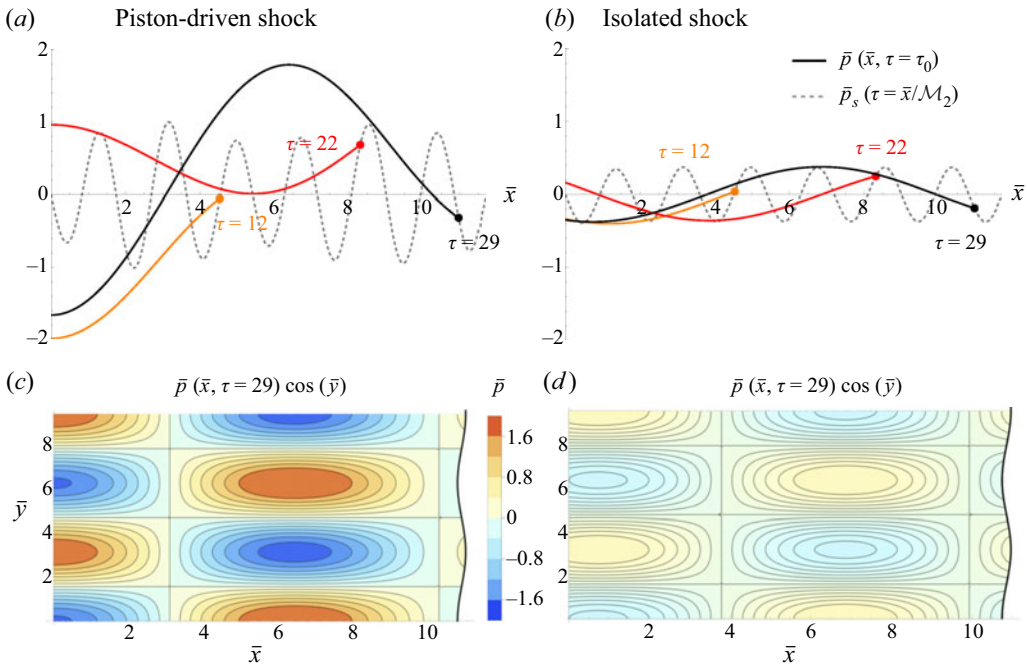 (a) Piston-driven shock
(b) Isolated shock
2
1
0
–1
–2
2 4 6 8 10
x̄
τ = 22
τ = 12
τ = 29
2
1
0
–1
–2
2 4 6 8 10
x̄
p̄ (x̄, τ = τ₀)
p̄ₛ (τ = x̄/ℳ₂)
τ = 12
τ = 22
τ = 29
(c) p̄ (x̄, τ = 29) cos (ȳ)
ȳ
8
6
4
2
2 4 6 8 10
x̄
p̄
1.6
0.8
0
–0.8
–1.6
(d) p̄ (x̄, τ = 29) cos (ȳ)
8
6
4
2
2 4 6 8 10
x̄